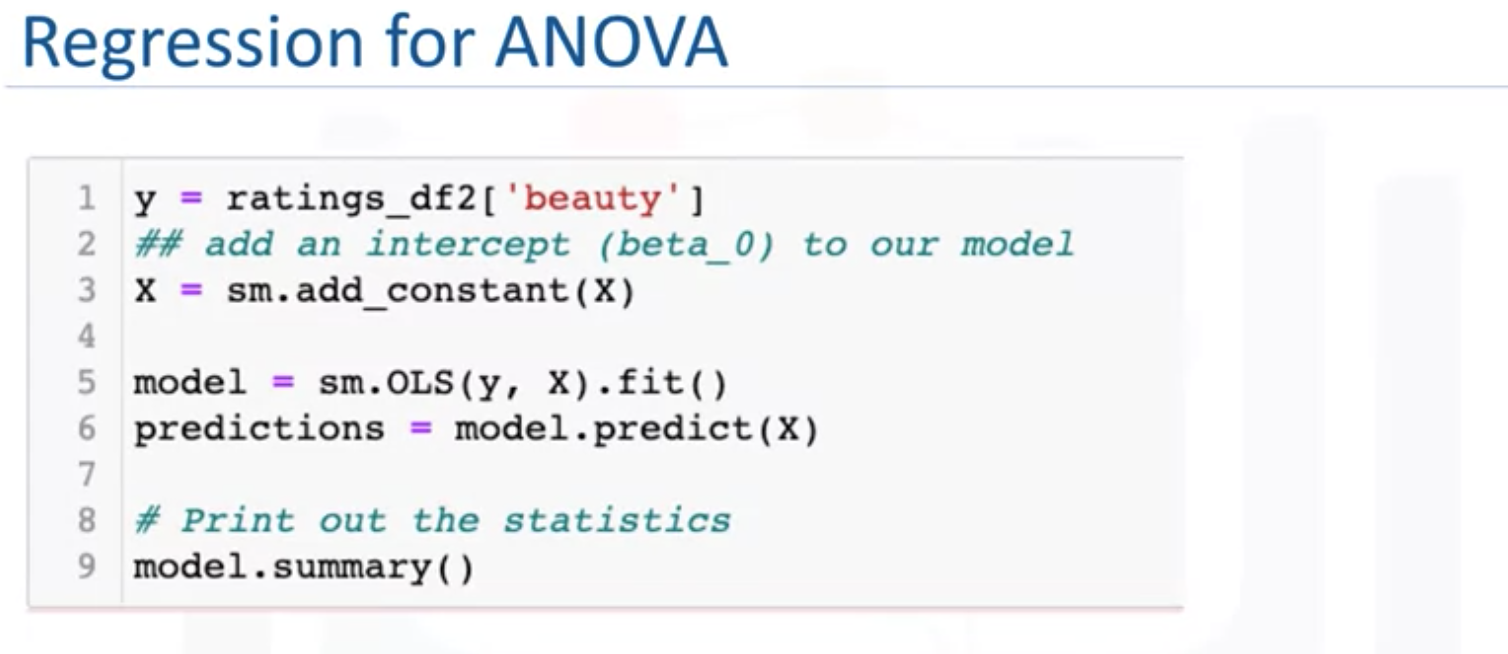 Regression for ANOVA
1 y = ratings_df2['beauty']
2 ## add an intercept (beta_0) to our model
3 X = sm.add_constant(X)
4
5 model = sm.OLS(y, X).fit()
6 predictions = model.predict(X)
7
8 # Print out the statistics
9 model.summary()